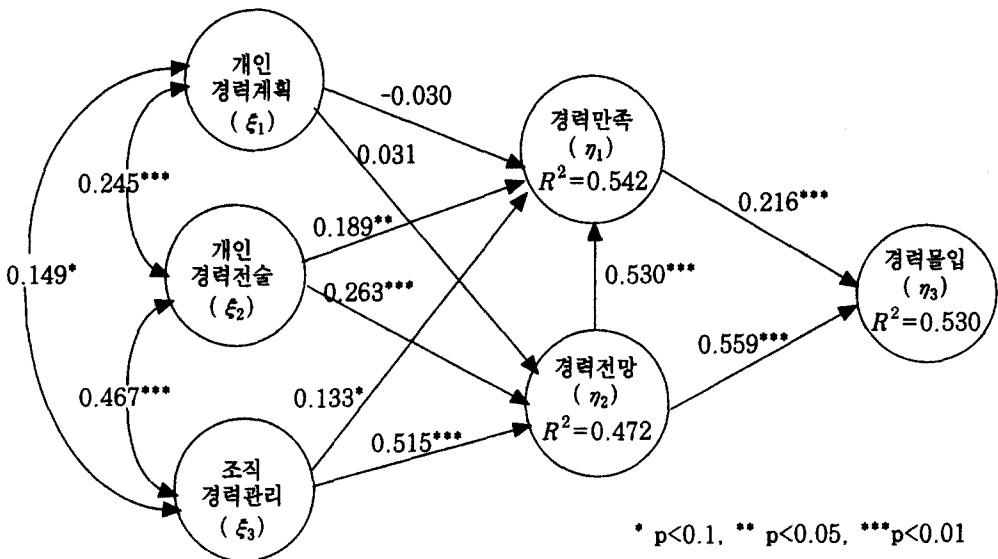 개인
경력계획
( ξ₁)
-0.030
경력만족
( η₁)
R²=0.542
0.031
0.245***
0.189**
0.216***
개인
경력전술
( ξ₂)
0.149*
0.263***
0.530***
경력몰입
( η₃)
R²=0.530
0.559***
경력전망
( η₂)
R²=0.472
0.467***
0.133*
0.515***
조직
경력관리
( ξ₃)
* p<0.1, ** p<0.05, ***p<0.01